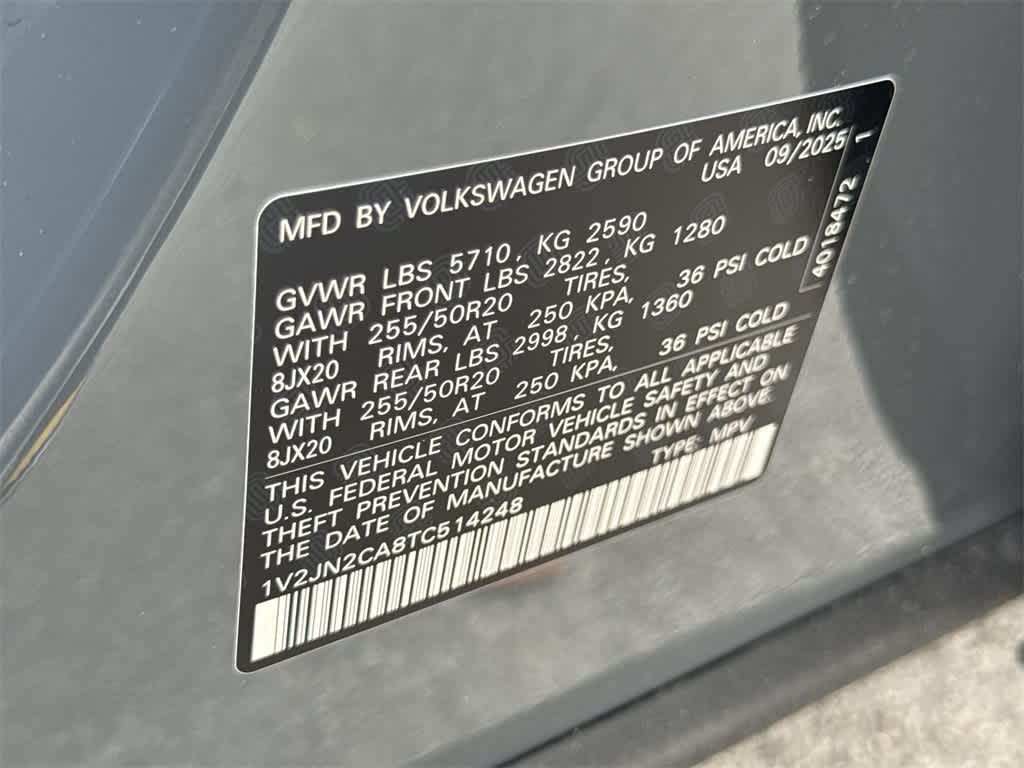 MFD BY VOLKSWAGEN GROUP OF AMERICA, INC.
USA 09/2025
GVWR LBS 5710, KG 2590
GAWR FRONT LBS 2822, KG 1280
WITH 255/50R20 TIRES,
8JX20 RIMS, AT 250 KPA, 36 PSI COLD
GAWR REAR LBS 2998, KG 1360
WITH 255/50R20 TIRES,
8JX20 RIMS, AT 250 KPA, 36 PSI COLD
THIS VEHICLE CONFORMS TO ALL APPLICABLE
U.S. FEDERAL MOTOR VEHICLE SAFETY AND
THEFT PREVENTION STANDARDS IN EFFECT ON
THE DATE OF MANUFACTURE SHOWN ABOVE.
1V2JN2CA8TC514248 TYPE: MPV
4018472 1